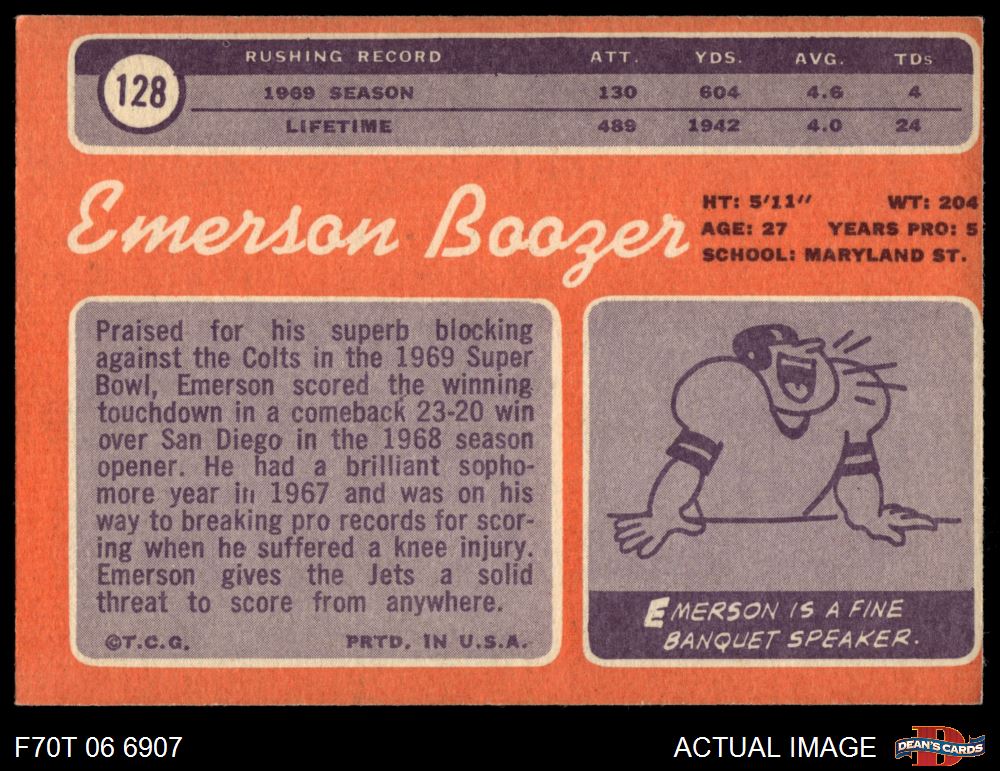 128
RUSHING RECORD ATT. YDS. AVG. TDs
1969 SEASON 130 604 4.6 4
LIFETIME 489 1942 4.0 24
Emerson Boozer
HT: 5'11" WT: 204
AGE: 27 YEARS PRO: 5
SCHOOL: MARYLAND ST.
Praised for his superb blocking
against the Colts in the 1969 Super
Bowl, Emerson scored the winning
touchdown in a comeback 23-20 win
over San Diego in the 1968 season
opener. He had a brilliant sopho-
more year in 1967 and was on his
way to breaking pro records for scor-
ing when he suffered a knee injury.
Emerson gives the Jets a solid
threat to score from anywhere.
©T.C.G. PRTD. IN U.S.A.
EMERSON IS A FINE
BANQUET SPEAKER.
F70T 06 6907
ACTUAL IMAGE
DEAN'S CARDS